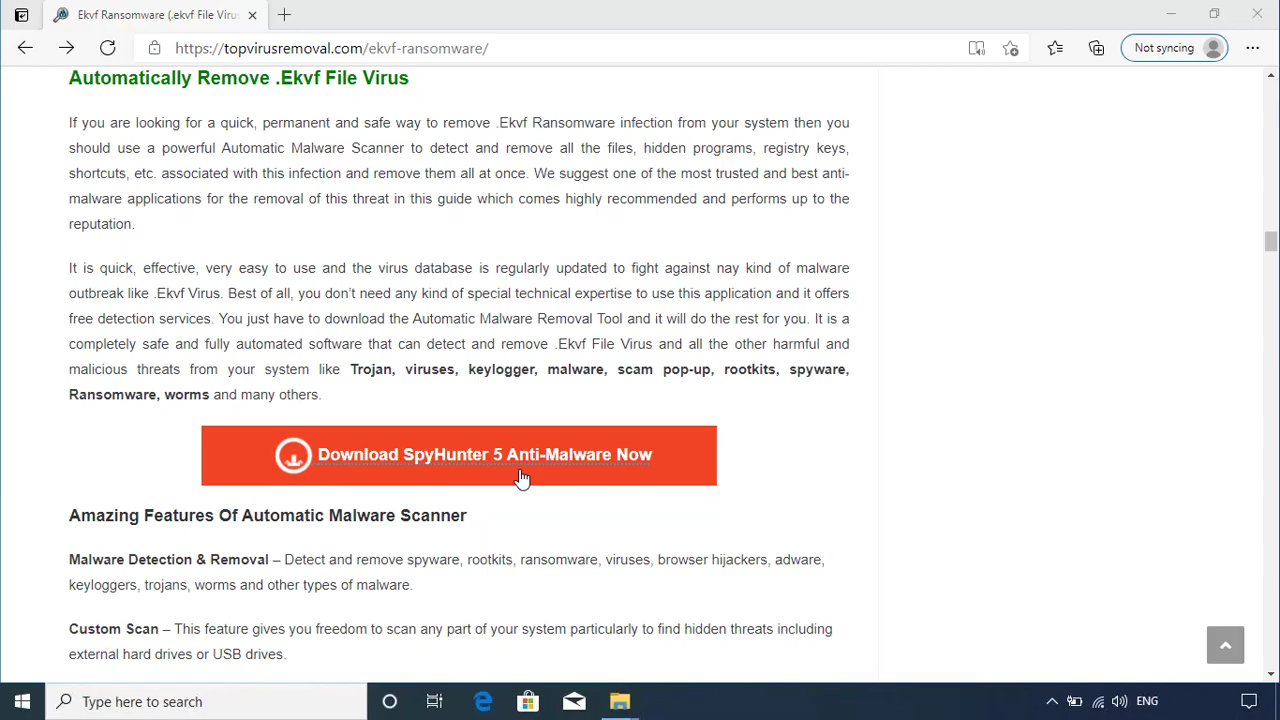 Ekvf Ransomware (.ekvf File Viru
https://topvirusremoval.com/ekvf-ransomware/
Not syncing
Automatically Remove .Ekvf File Virus
If you are looking for a quick, permanent and safe way to remove .Ekvf Ransomware infection from your system then you
should use a powerful Automatic Malware Scanner to detect and remove all the files, hidden programs, registry keys,
shortcuts, etc. associated with this infection and remove them all at once. We suggest one of the most trusted and best anti-
malware applications for the removal of this threat in this guide which comes highly recommended and performs up to the
reputation.
It is quick, effective, very easy to use and the virus database is regularly updated to fight against nay kind of malware
outbreak like .Ekvf Virus. Best of all, you don't need any kind of special technical expertise to use this application and it offers
free detection services. You just have to download the Automatic Malware Removal Tool and it will do the rest for you. It is a
completely safe and fully automated software that can detect and remove .Ekvf File Virus and all the other harmful and
malicious threats from your system like Trojan, viruses, keylogger, malware, scam pop-up, rootkits, spyware,
Ransomware, worms and many others.
Download SpyHunter 5 Anti-Malware Now
Amazing Features Of Automatic Malware Scanner
Malware Detection & Removal – Detect and remove spyware, rootkits, ransomware, viruses, browser hijackers, adware,
keyloggers, trojans, worms and other types of malware.
Custom Scan – This feature gives you freedom to scan any part of your system particularly to find hidden threats including
external hard drives or USB drives.
Type here to search
ENG